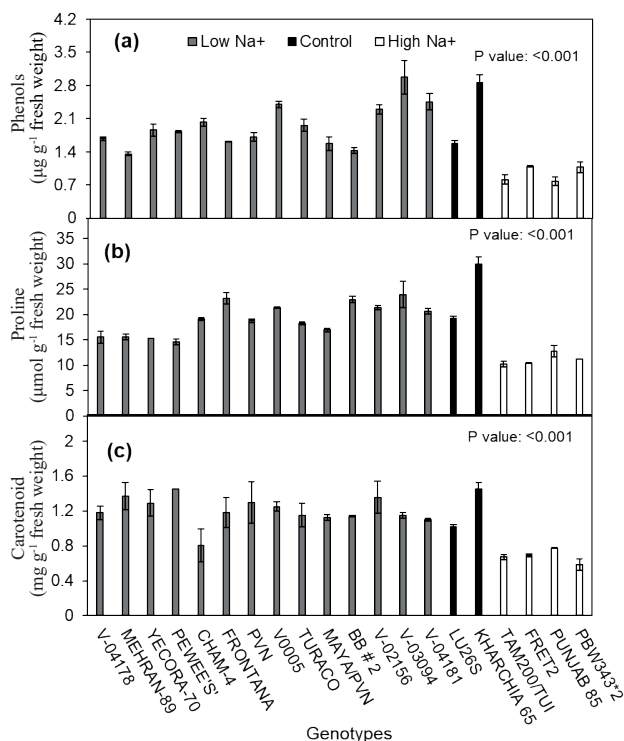 4.2
3.5
2.8
2.1
1.4
0.7
0
Phenols
(µg g-1 fresh weight)
(a)
Low Na+ Control High Na+
P value: <0.001
35
30
25
20
15
10
5
0
Proline
(µmol g-1 fresh weight)
(b)
P value: <0.001
2
1.6
1.2
0.8
0.4
0
Carotenoid
(mg g-1 fresh weight)
(c)
P value: <0.001
V-04178
MEHRAN-89
YECORA-70
PEWEE'S'
CHAM-4
FRONTANA
PVN
V0005
TURACO
MAYA/PVN
BB # 2
V-02156
V-03094
V-04181
LU26S
KHARCHIA 65
TAM200/TUI
FRET2
PUNJAB 85
PBW343*2
Genotypes